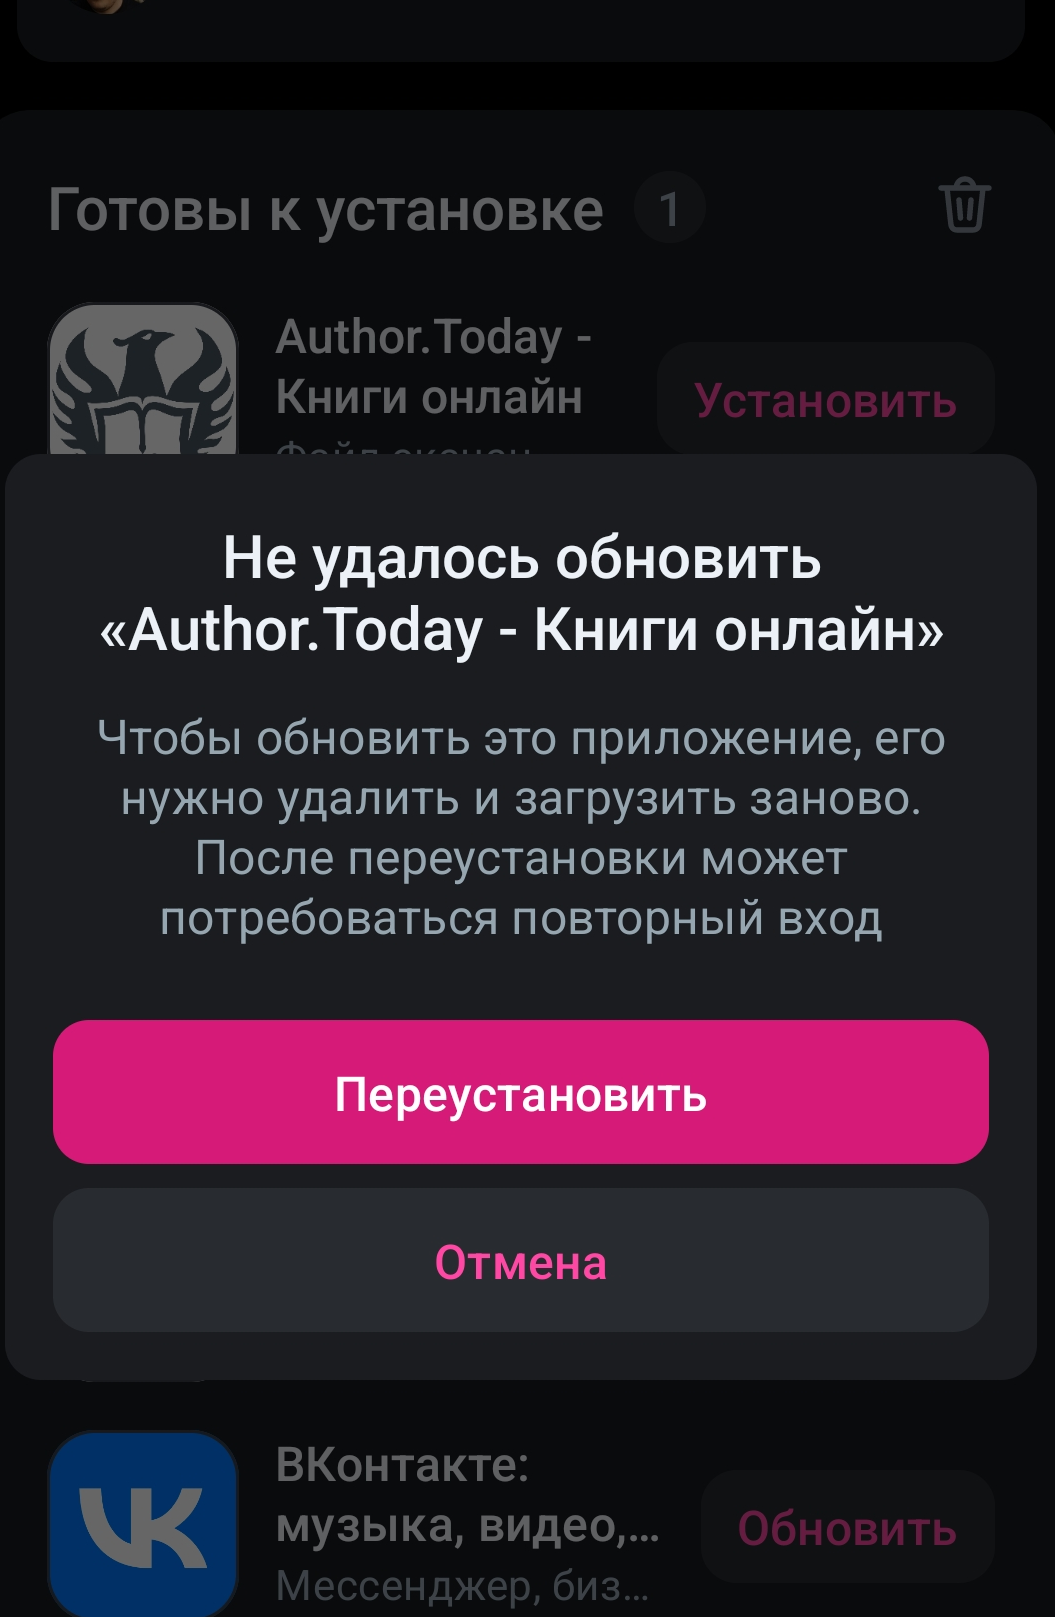 Готовы к установке 1
Author.Today -
Книги онлайн
Установить
Файл скачан
Не удалось обновить
«Author.Today - Книги онлайн»
Чтобы обновить это приложение, его
нужно удалить и загрузить заново.
После переустановки может
потребоваться повторный вход
Переустановить
Отмена
ВКонтакте:
музыка, видео,...
Обновить
Мессенджер, биз...